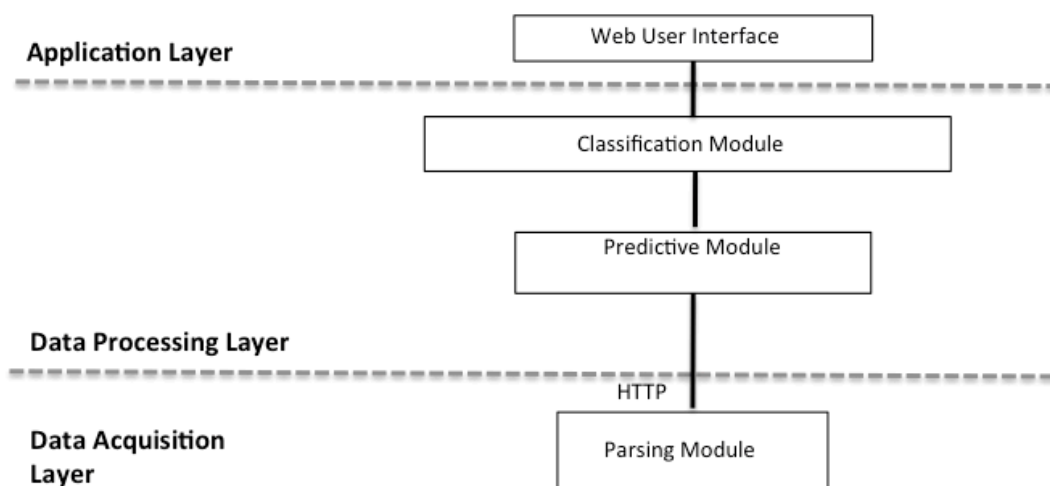 Web User Interface
Application Layer
Classification Module
Predictive Module
Data Processing Layer
HTTP
Data Acquisition
Layer
Parsing Module